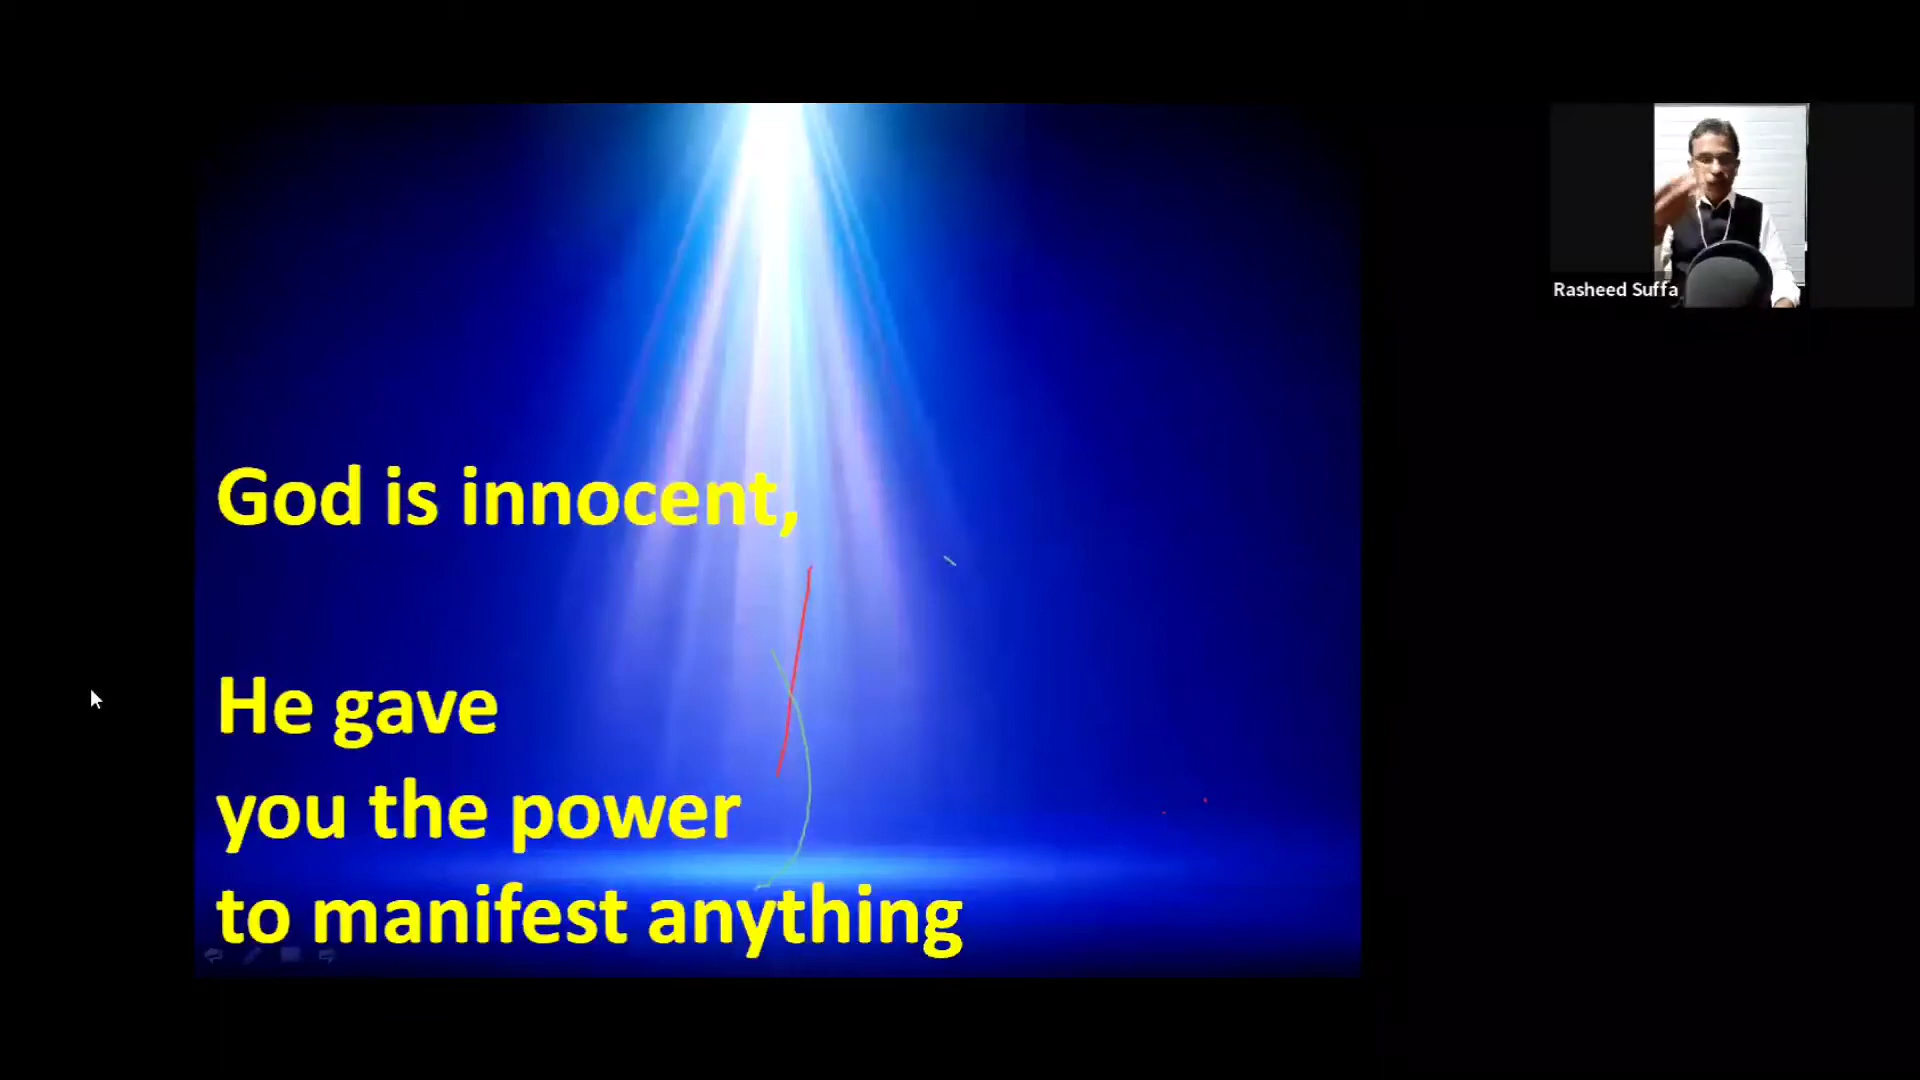 God is innocent,
He gave
you the power
to manifest anything
Rasheed Suffa